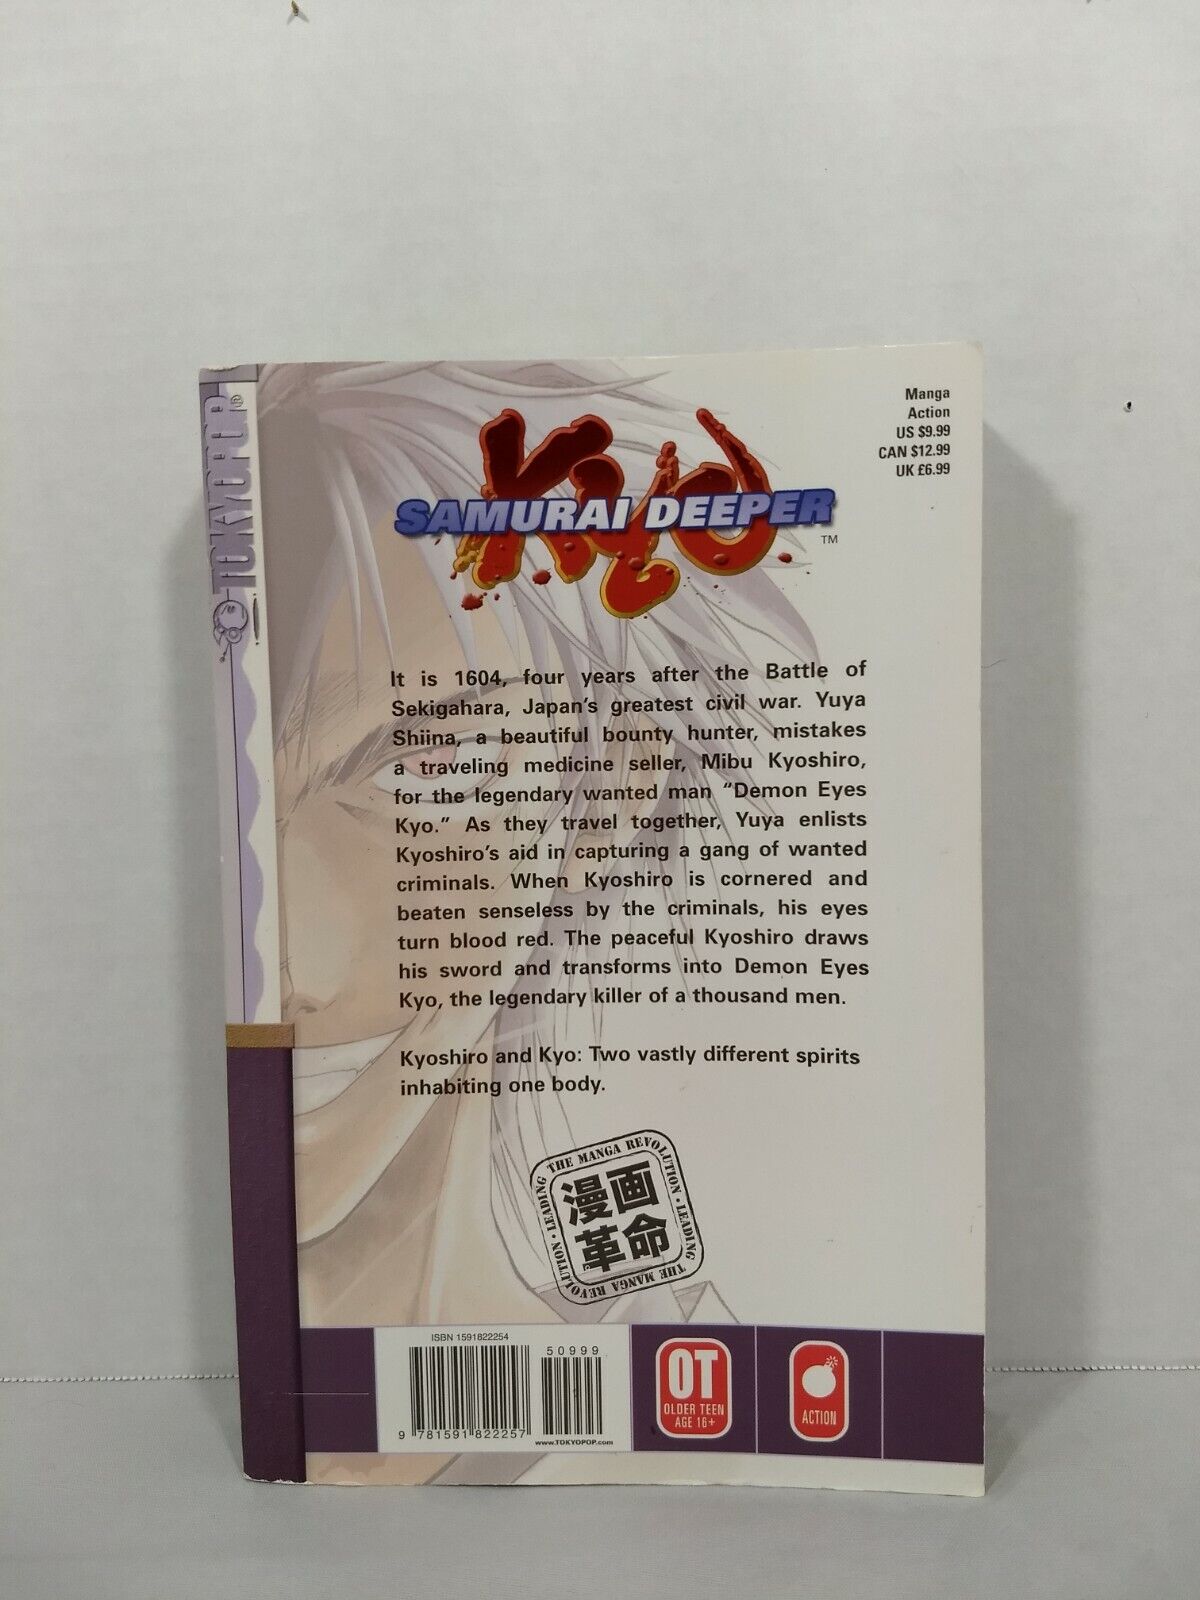 TOKYOPOP®
Manga
Action
US $9.99
CAN $12.99
UK £6.99
Kyo
SAMURAI DEEPER
TM
It is 1604, four years after the Battle of
Sekigahara, Japan's greatest civil war. Yuya
Shiina, a beautiful bounty hunter, mistakes
a traveling medicine seller, Mibu Kyoshiro,
for the legendary wanted man “Demon Eyes
Kyo.” As they travel together, Yuya enlists
Kyoshiro's aid in capturing a gang of wanted
criminals. When Kyoshiro is cornered and
beaten senseless by the criminals, his eyes
turn blood red. The peaceful Kyoshiro draws
his sword and transforms into Demon Eyes
Kyo, the legendary killer of a thousand men.
Kyoshiro and Kyo: Two vastly different spirits
inhabiting one body.
THE MANGA REVOLUTION · LEADING
THE MANGA REVOLUTION · LEADING
漫画
革命
ISBN 1591822254
50999
9 781591 822257
www.TOKYOPOP.com
OT
OLDER TEEN
AGE 16+
ACTION